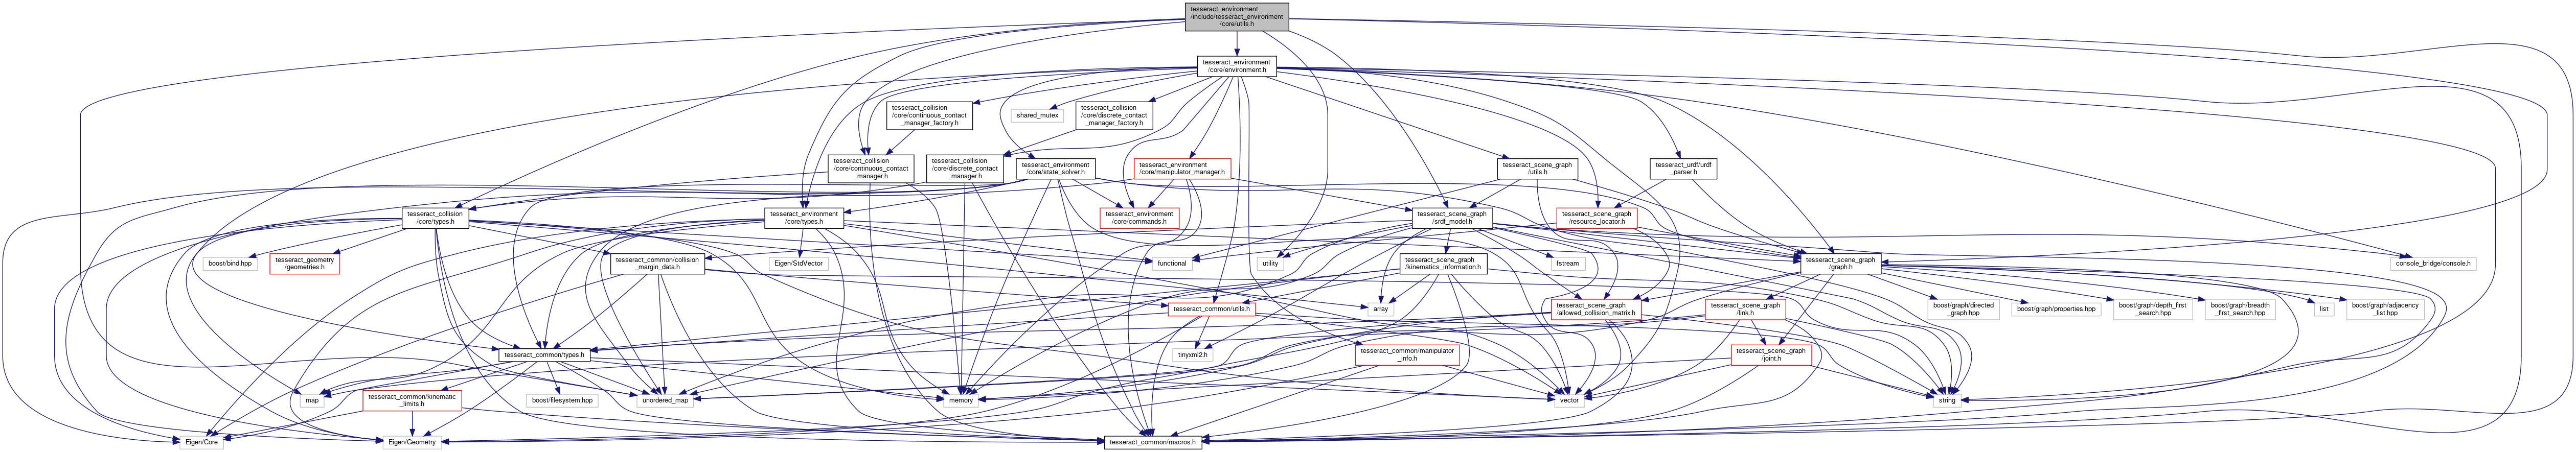 tesseract_environment
/include/tesseract_environment
/core/utils.h
tesseract_environment
/core/environment.h
tesseract_collision
/core/continuous_contact
_manager_factory.h
shared_mutex
tesseract_collision
/core/discrete_contact
_manager_factory.h
tesseract_collision
/core/continuous_contact
_manager.h
tesseract_collision
/core/discrete_contact
_manager.h
tesseract_environment
/core/state_solver.h
tesseract_environment
/core/manipulator_manager.h
tesseract_scene_graph
/utils.h
tesseract_urdf/urdf
_parser.h
tesseract_collision
/core/types.h
tesseract_environment
/core/types.h
tesseract_environment
/core/commands.h
tesseract_scene_graph
/srdf_model.h
tesseract_scene_graph
/resource_locator.h
boost/bind.hpp
tesseract_geometry
/geometries.h
tesseract_common/collision
_margin_data.h
Eigen/StdVector
functional
utility
tesseract_scene_graph
/kinematics_information.h
fstream
tesseract_scene_graph
/graph.h
console_bridge/console.h
tesseract_common/utils.h
array
tesseract_scene_graph
/allowed_collision_matrix.h
tesseract_scene_graph
/link.h
boost/graph/directed
_graph.hpp
boost/graph/properties.hpp
boost/graph/depth_first
_search.hpp
boost/graph/breadth
_first_search.hpp
list
boost/graph/adjacency
_list.hpp
tesseract_common/types.h
tinyxml2.h
tesseract_common/manipulator
_info.h
tesseract_scene_graph
/joint.h
map
tesseract_common/kinematic
_limits.h
boost/filesystem.hpp
unordered_map
memory
vector
string
Eigen/Core
Eigen/Geometry
tesseract_common/macros.h